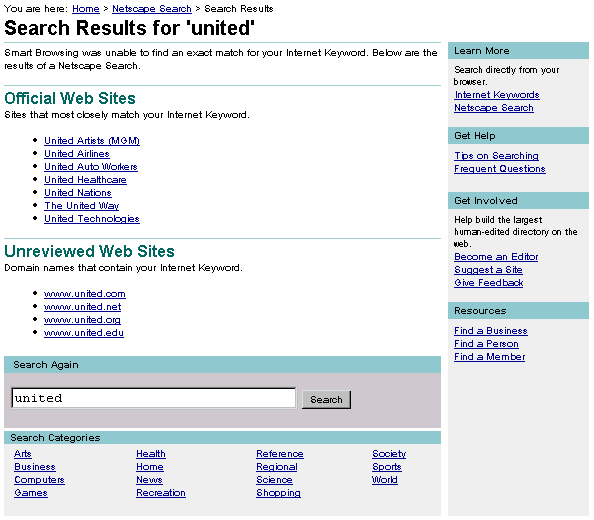 You are here: Home > Netscape Search > Search Results
Search Results for 'united'
Smart Browsing was unable to find an exact match for your Internet Keyword. Below are the
results of a Netscape Search.
Official Web Sites
Sites that most closely match your Internet Keyword.
United Artists (MGM)
United Airlines
United Auto Workers
United Healthcare
United Nations
The United Way
United Technologies
Unreviewed Web Sites
Domain names that contain your Internet Keyword.
www.united.com
www.united.net
www.united.org
www.united.edu
Search Again
united Search
Search Categories
Arts Health Reference Society
Business Home Regional Sports
Computers News Science World
Games Recreation Shopping
Learn More
Search directly from your
browser.
Internet Keywords
Netscape Search
Get Help
Tips on Searching
Frequent Questions
Get Involved
Help build the largest
human-edited directory on the
web.
Become an Editor
Suggest a Site
Give Feedback
Resources
Find a Business
Find a Person
Find a Member